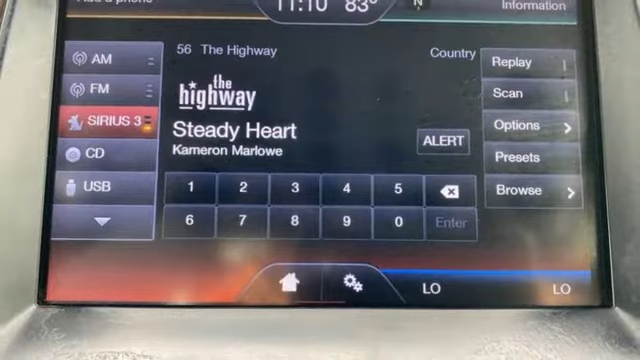 Add a phone
11:10 83° N
Information
56 The Highway
Country
the highway
Steady Heart
Kameron Marlowe
ALERT
AM
FM
SIRIUS 3
CD
USB
1 2 3 4 5
6 7 8 9 0 Enter
Replay
Scan
Options
Presets
Browse
LO
LO